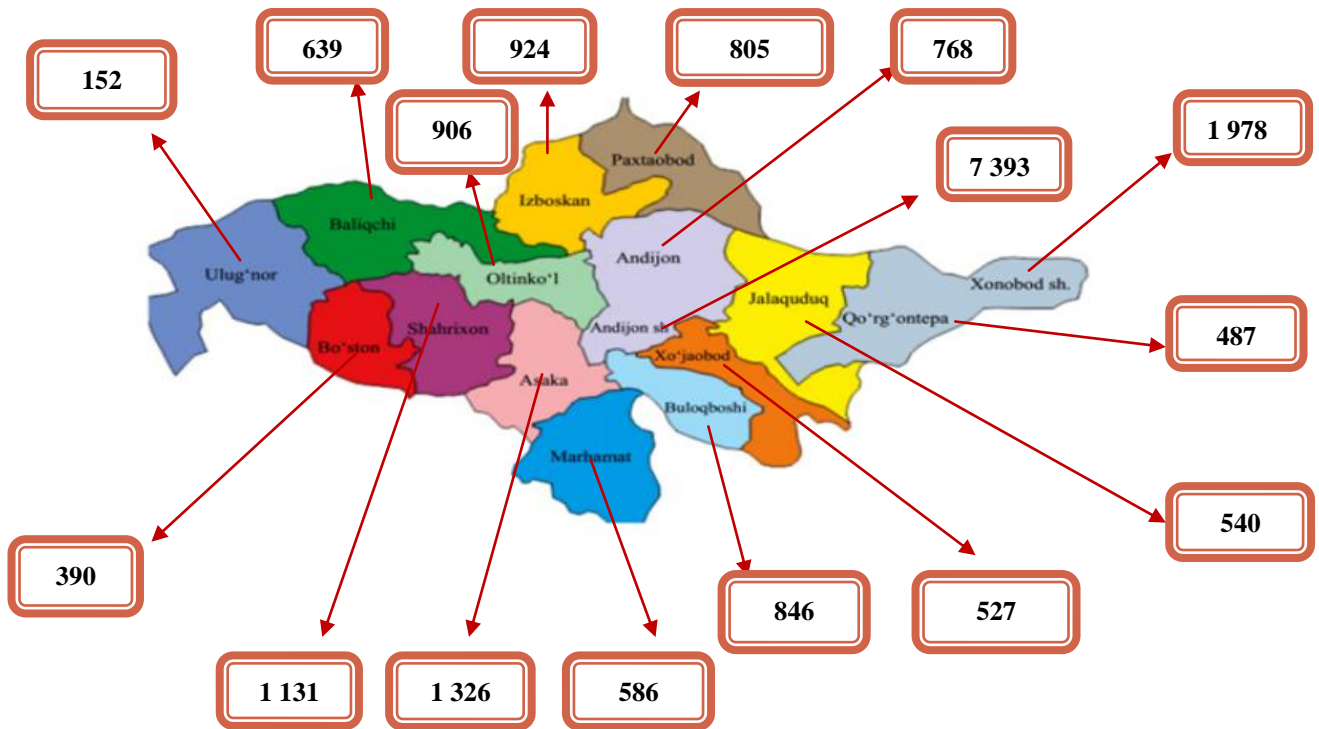 639
924
805
768
152
906
1 978
7 393
Paxtaobod
Izboskan
Baliqchi
Andijon
Ulug‘nor
Oltinko‘l
Xonobod sh.
Jalaquduq
Qo‘rg‘ontepa
Andijon sh
Shahrixon
Bo‘ston
Xo‘jaobod
487
Asaka
Buloqboshi
Marhamat
540
390
846
527
1 131
1 326
586